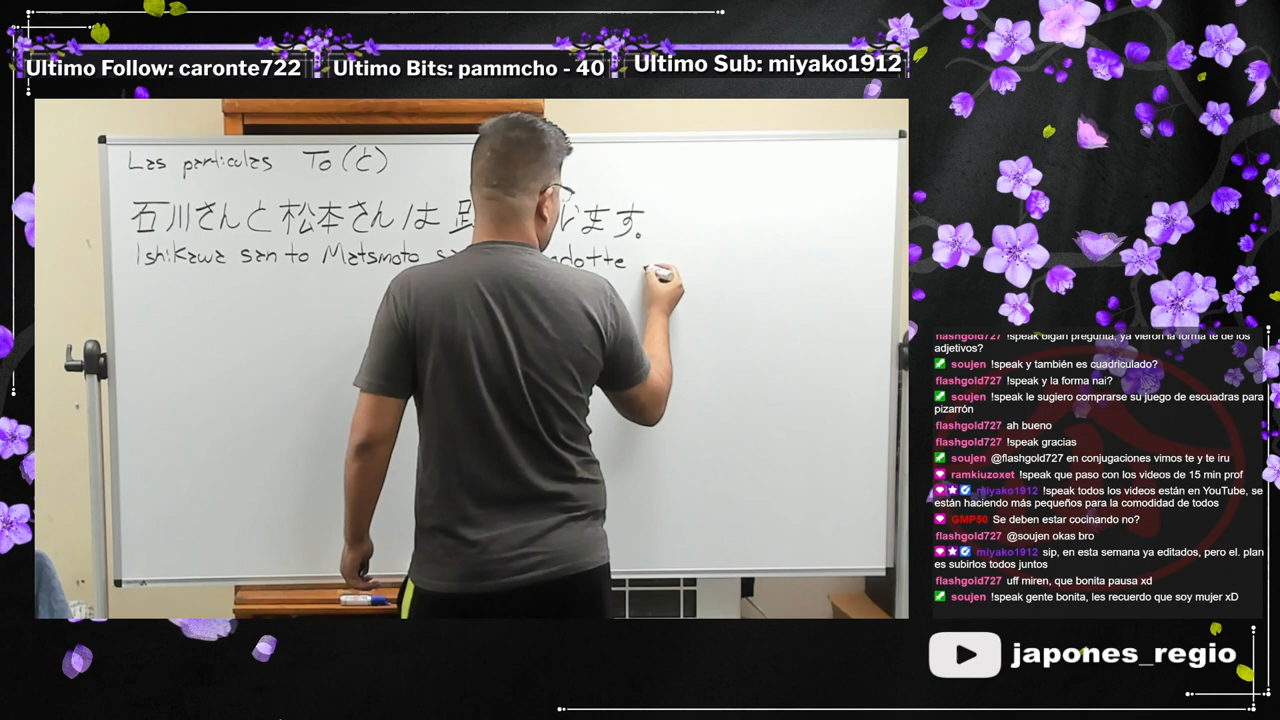 Ultimo Follow: caronte722
Ultimo Bits: pammcho - 40
Ultimo Sub: miyako1912
Las particulas To (と)
石川さんと松本さんは
ます。
Ishikawa san to Matsmoto
flashgold727 !speak oigan pregunta, ya vieron la forma te de los
adjetivos?
soujen !speak y también es cuadriculado?
flashgold727 !speak y la forma nai?
soujen !speak le sugiero comprarse su juego de escuadras para
pizarrón
flashgold727 ah bueno
flashgold727 !speak gracias
soujen @flashgold727 en conjugaciones vimos te y te iru
ramkiuzoxet !speak que paso con los videos de 15 min prof
miyako1912 !speak todos los videos están en YouTube, se
están haciendo más pequeños para la comodidad de todos
GMP50 Se deben estar cocinando no?
flashgold727 @soujen okas bro
miyako1912 sip, en esta semana ya editados, pero el. plan
es subirlos todos juntos
flashgold727 uff miren, que bonita pausa xd
soujen !speak gente bonita, les recuerdo que soy mujer xD
japones_regio